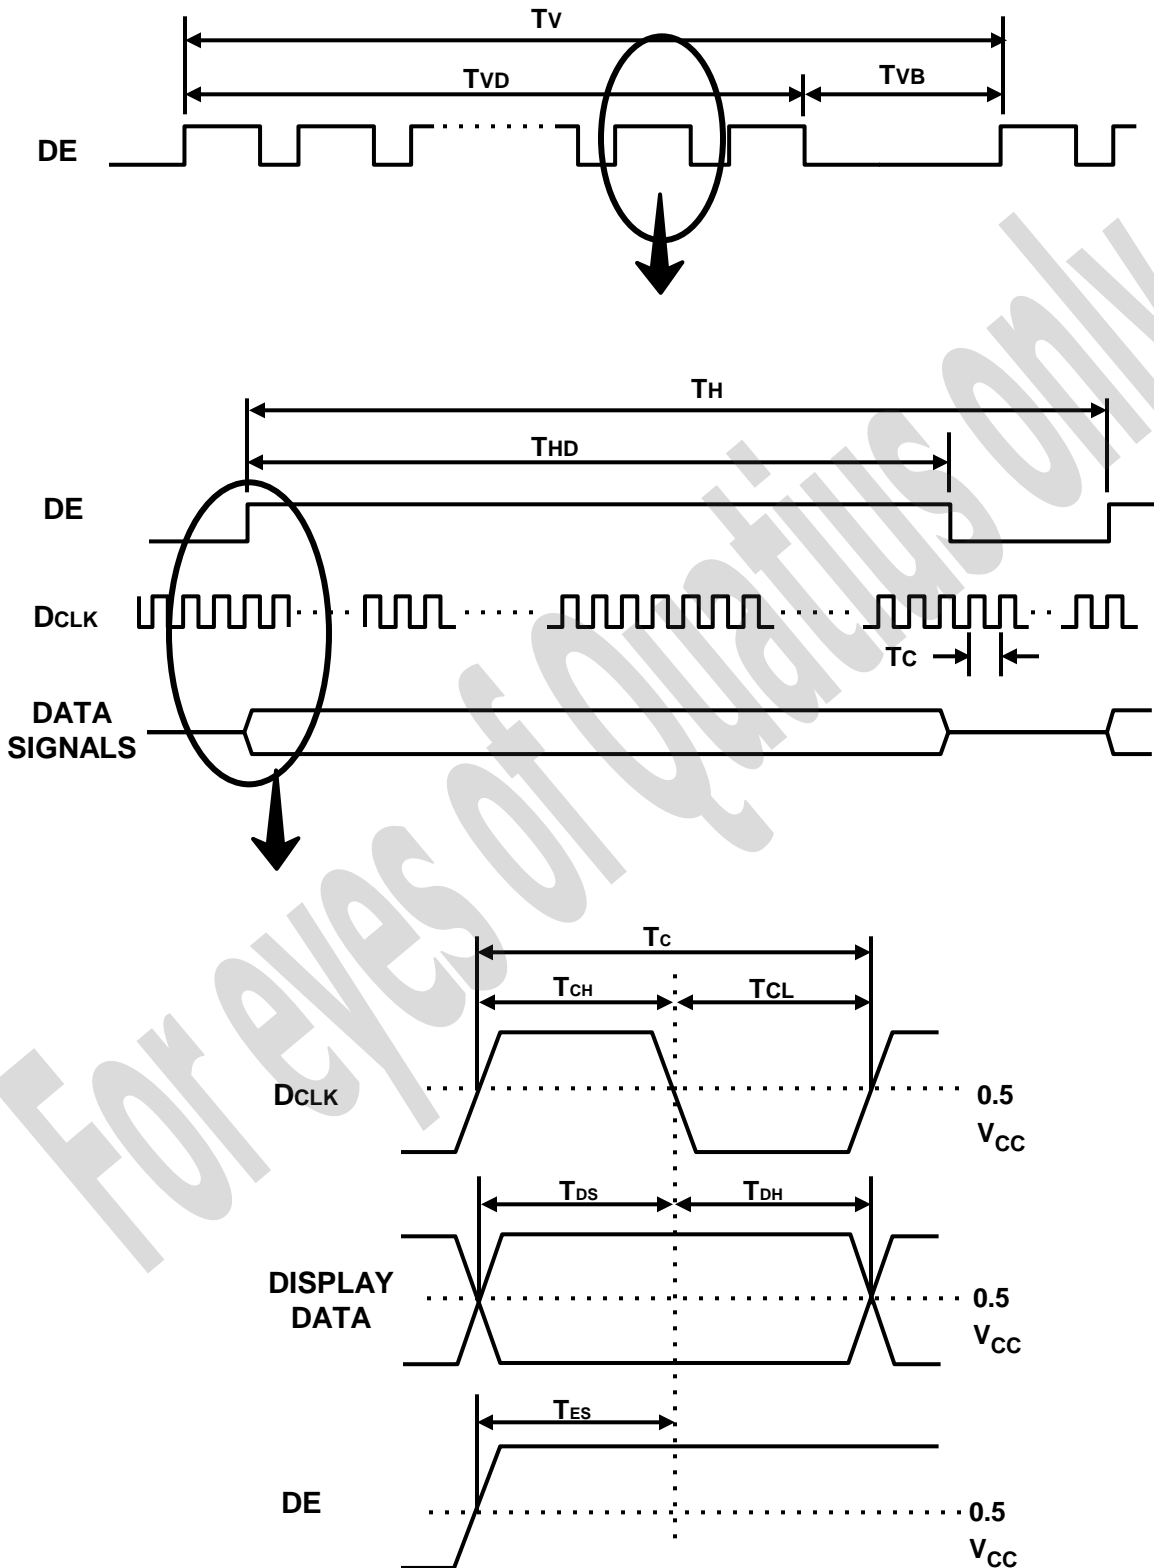 TV
TVD
TVB
DE
TH
THD
DE
DCLK
TC
DATA
SIGNALS
TC
TCH
TCL
DCLK
0.5
VCC
TDS
TDH
DISPLAY
DATA
0.5
VCC
TES
DE
0.5
VCC
For eyes of Quatius only